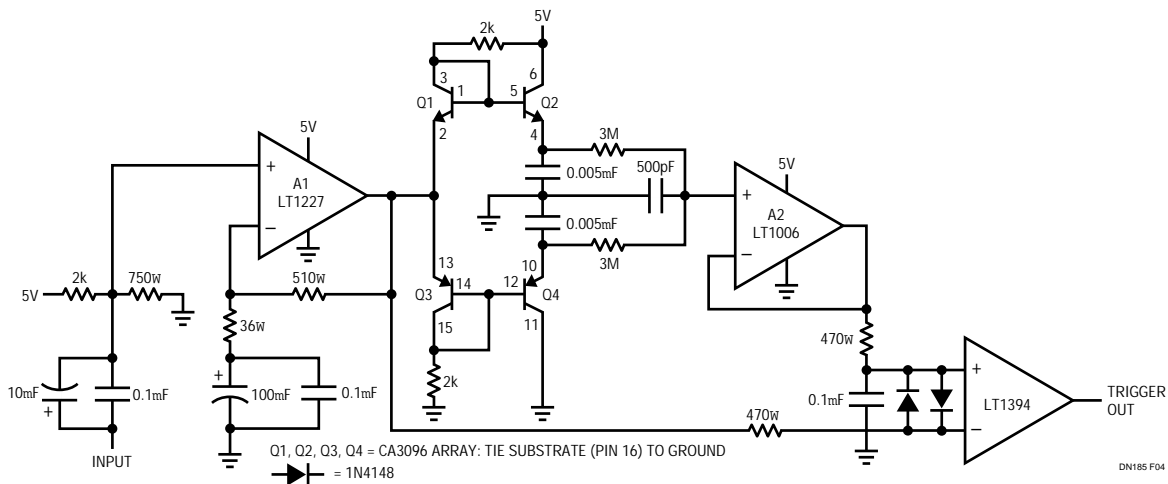 5V
2k
3
1
5
6
Q1
Q2
2
4
5V
3M
+
A1
LT1227
−
0.005mF
500pF
5V
+
A2
LT1006
−
0.005mF
3M
13
10
14
12
Q3
Q4
15
11
2k
5V
2k
750W
510W
36W
10mF
+
0.1mF
+
100mF
0.1mF
INPUT
470W
0.1mF
470W
+
LT1394
−
TRIGGER
OUT
Q1, Q2, Q3, Q4 = CA3096 ARRAY: TIE SUBSTRATE (PIN 16) TO GROUND
= 1N4148
DN185 F04